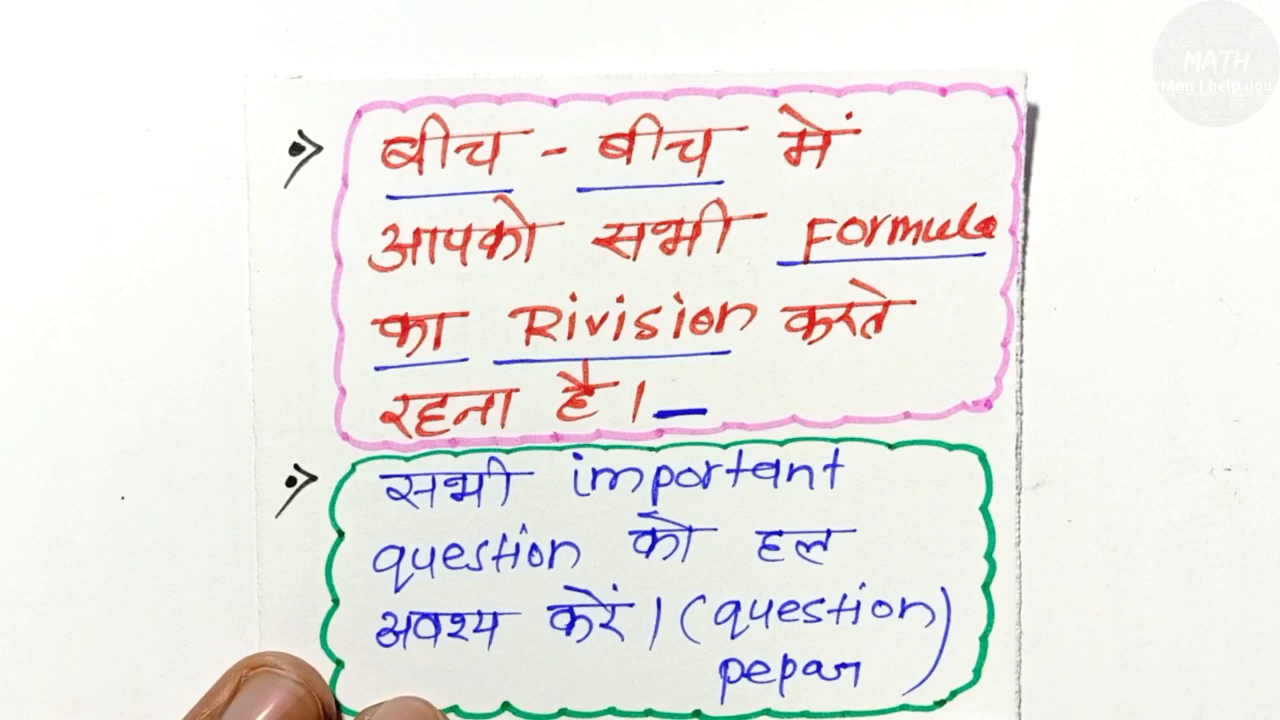 MATH
May I help you
बीच - बीच में
आपको सभी Formula
का Rivision करते
रहना है।
सभी important
question को हल
अवश्य करें। (question
pepar)